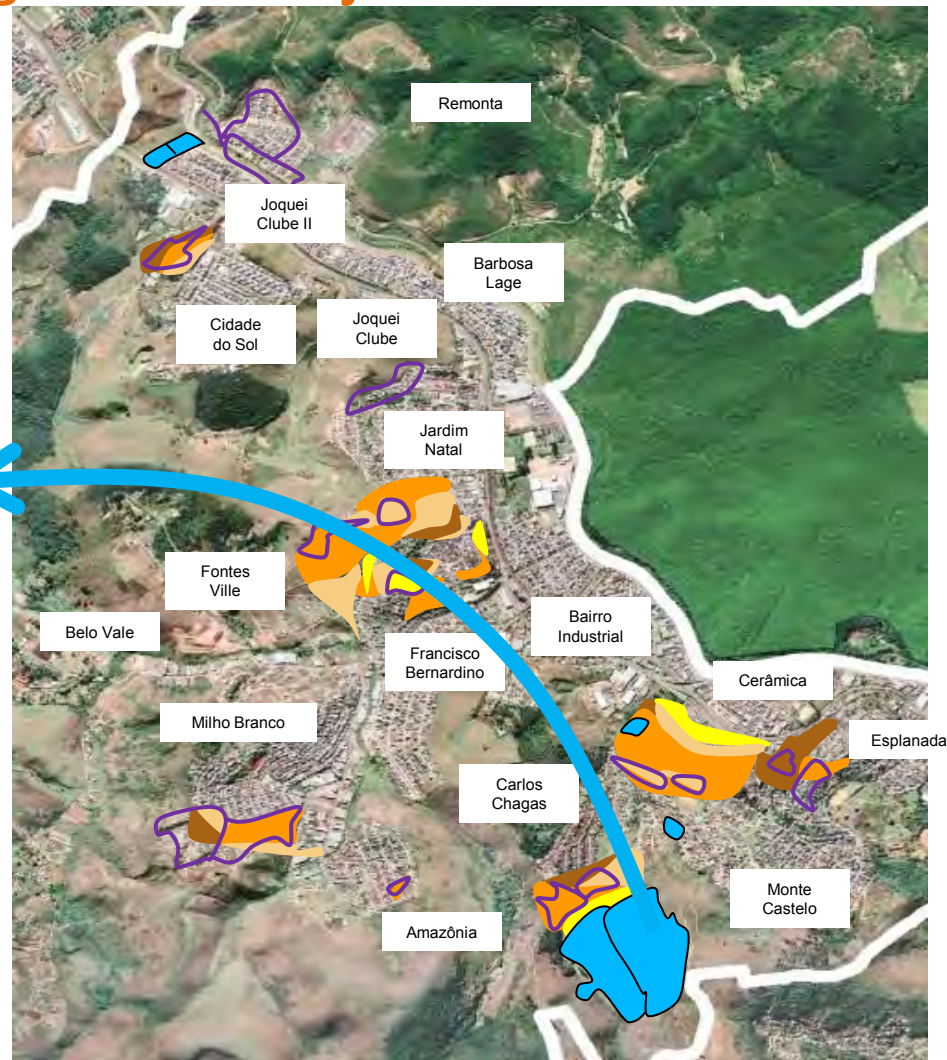 Remonta
Joquei
Clube II
Barbosa
Lage
Cidade
do Sol
Joquei
Clube
Jardim
Natal
Fontes
Ville
Bairro
Industrial
Belo Vale
Francisco
Bernardino
Cerâmica
Milho Branco
Esplanada
Carlos
Chagas
Monte
Castelo
Amazônia